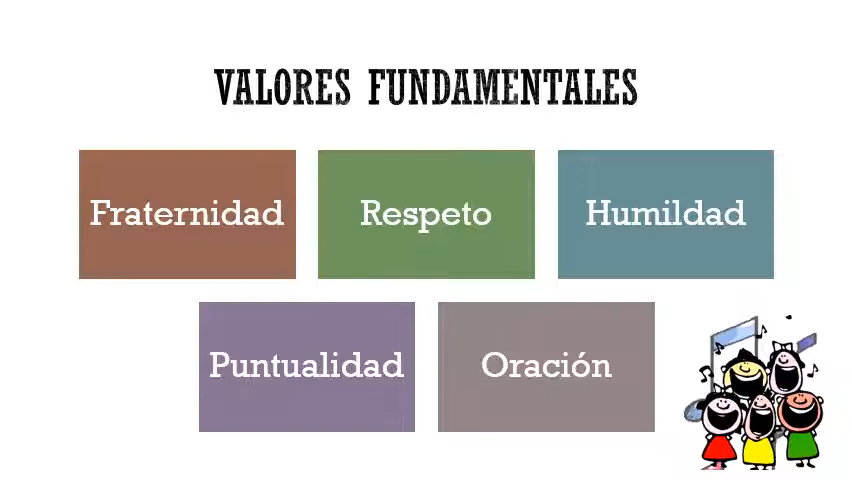 VALORES FUNDAMENTALES
Fraternidad
Respeto
Humildad
Puntualidad
Oración